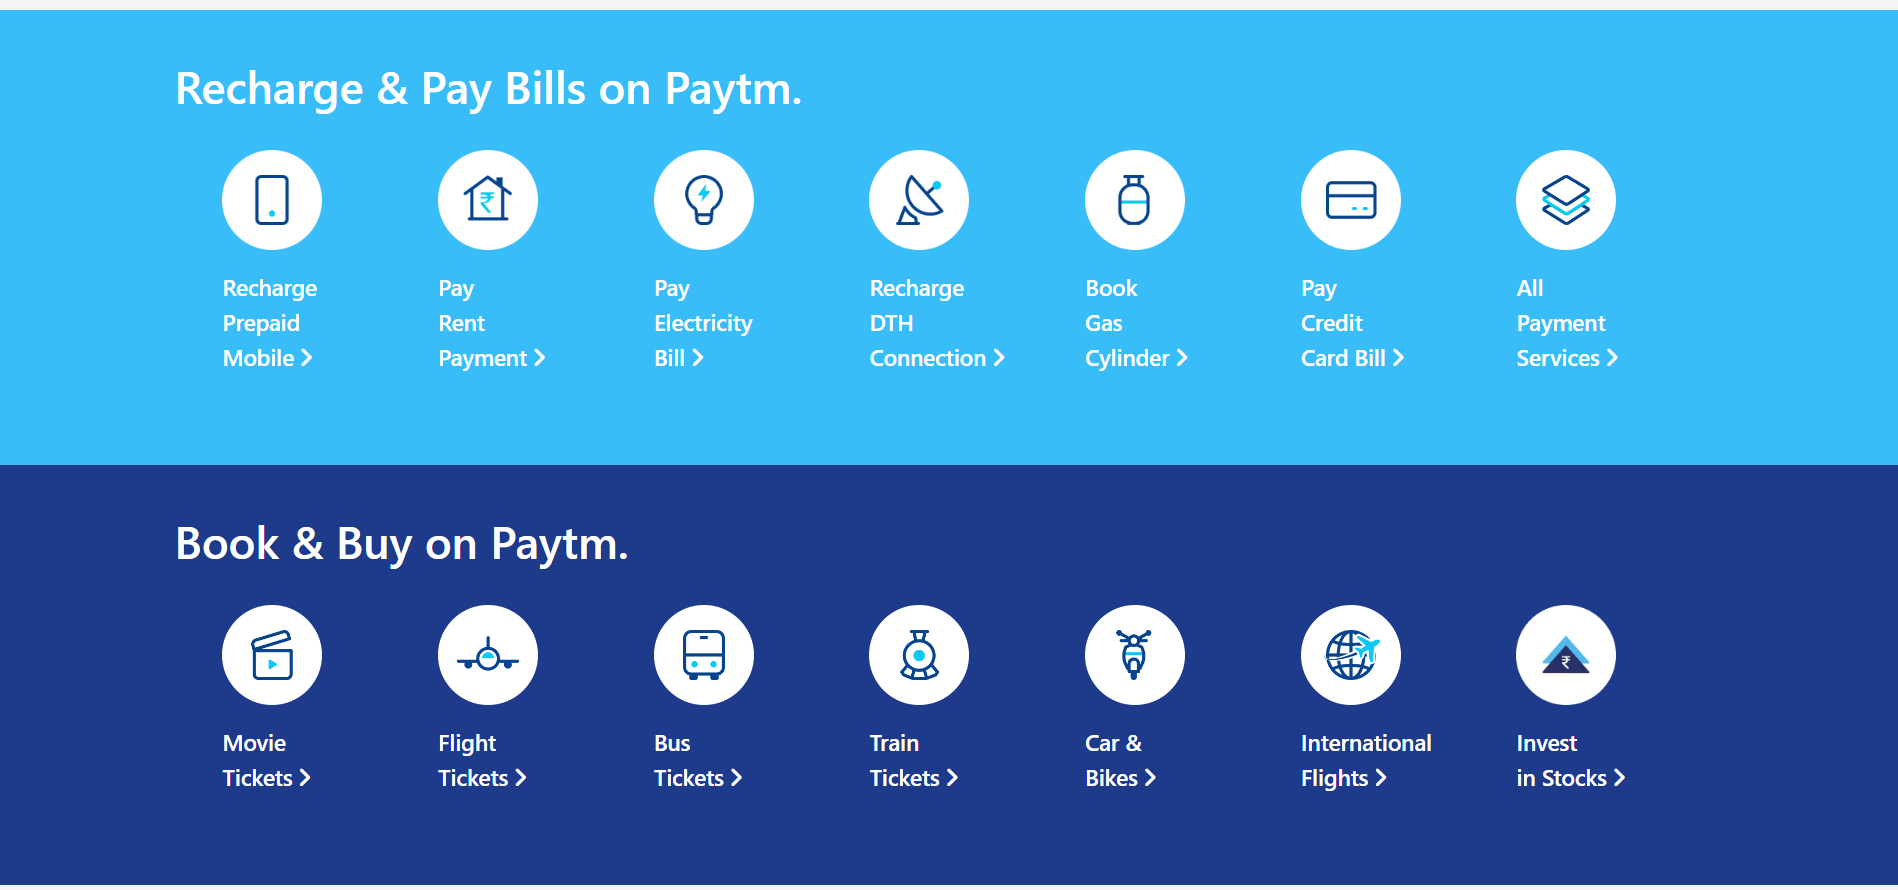 Recharge & Pay Bills on Paytm.
Recharge
Prepaid
Mobile
Pay
Rent
Payment
Pay
Electricity
Bill
Recharge
DTH
Connection
Book
Gas
Cylinder
Pay
Credit
Card Bill
All
Payment
Services
Book & Buy on Paytm.
Movie
Tickets
Flight
Tickets
Bus
Tickets
Train
Tickets
Car &
Bikes
International
Flights
Invest
in Stocks